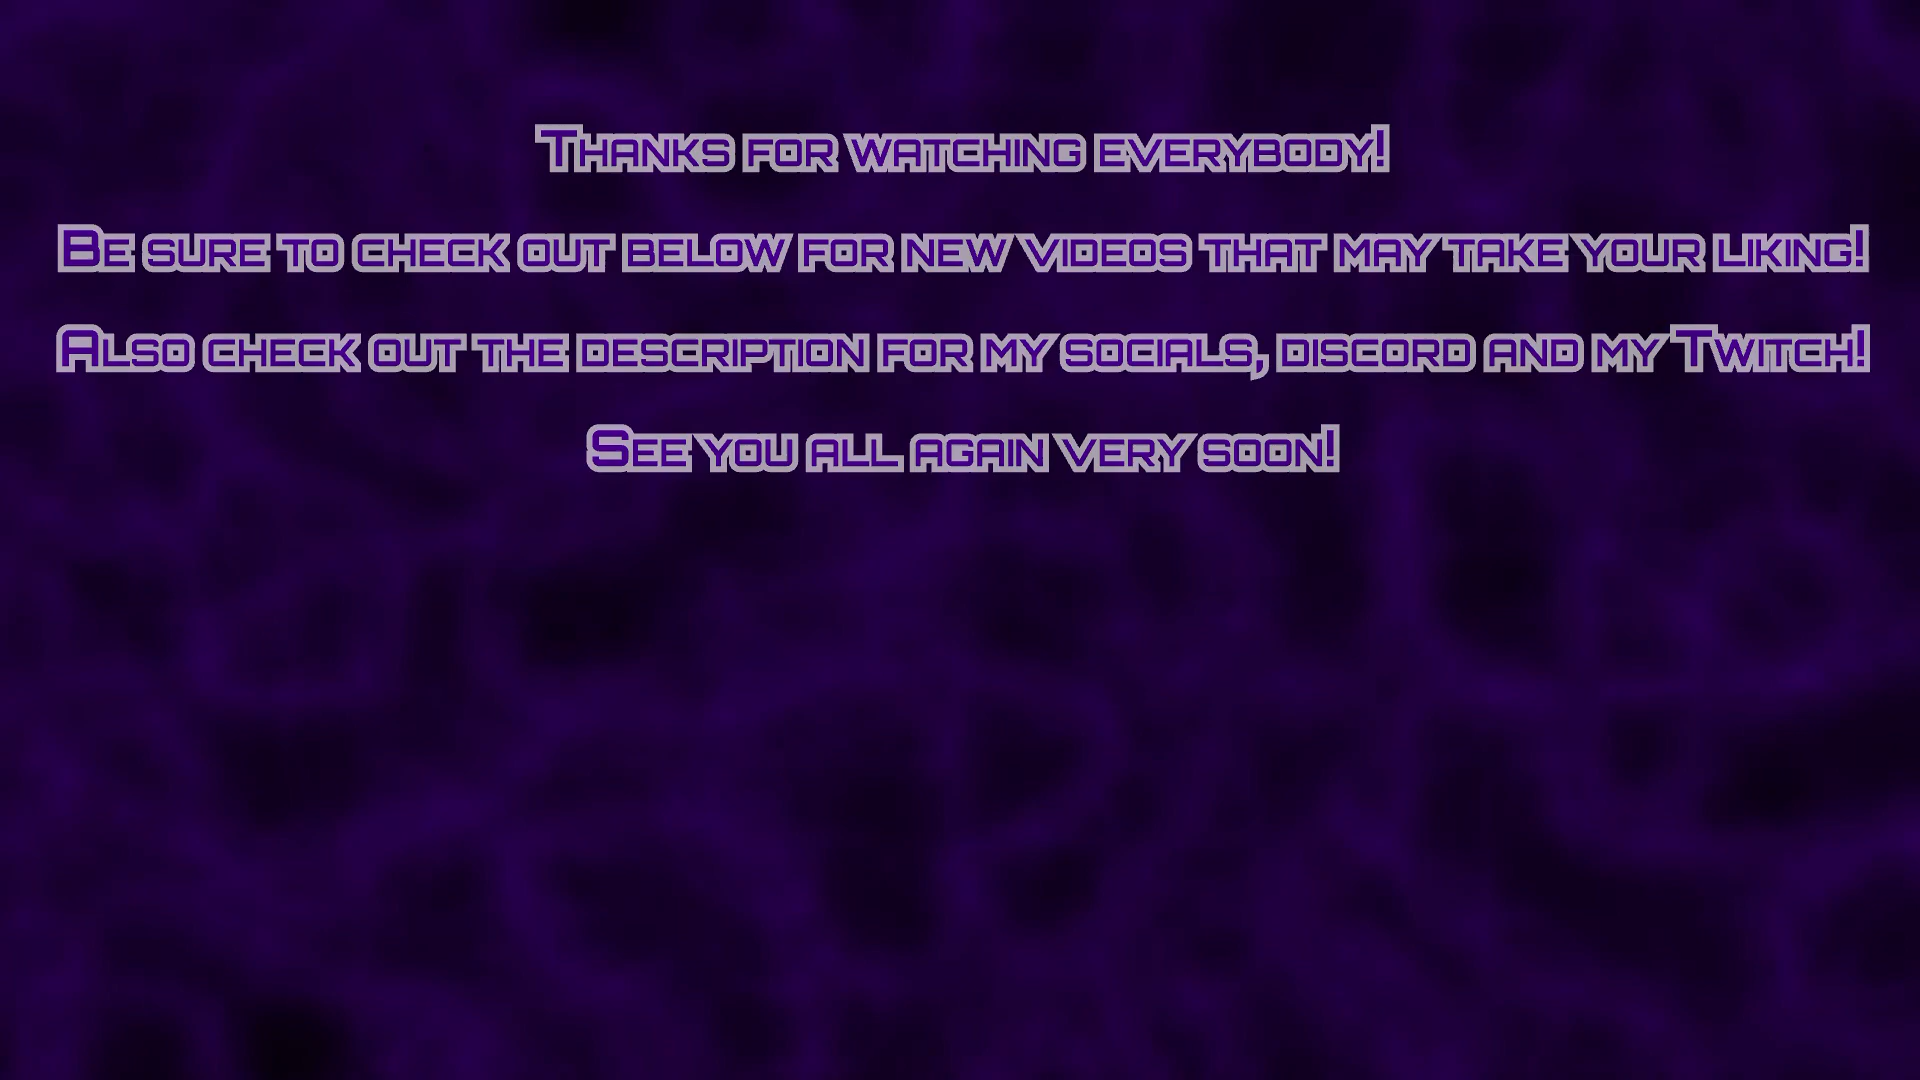 Thanks for watching everybody!
Be sure to check out below for new videos that may take your liking!
Also check out the description for my socials, discord and my Twitch!
See you all again very soon!